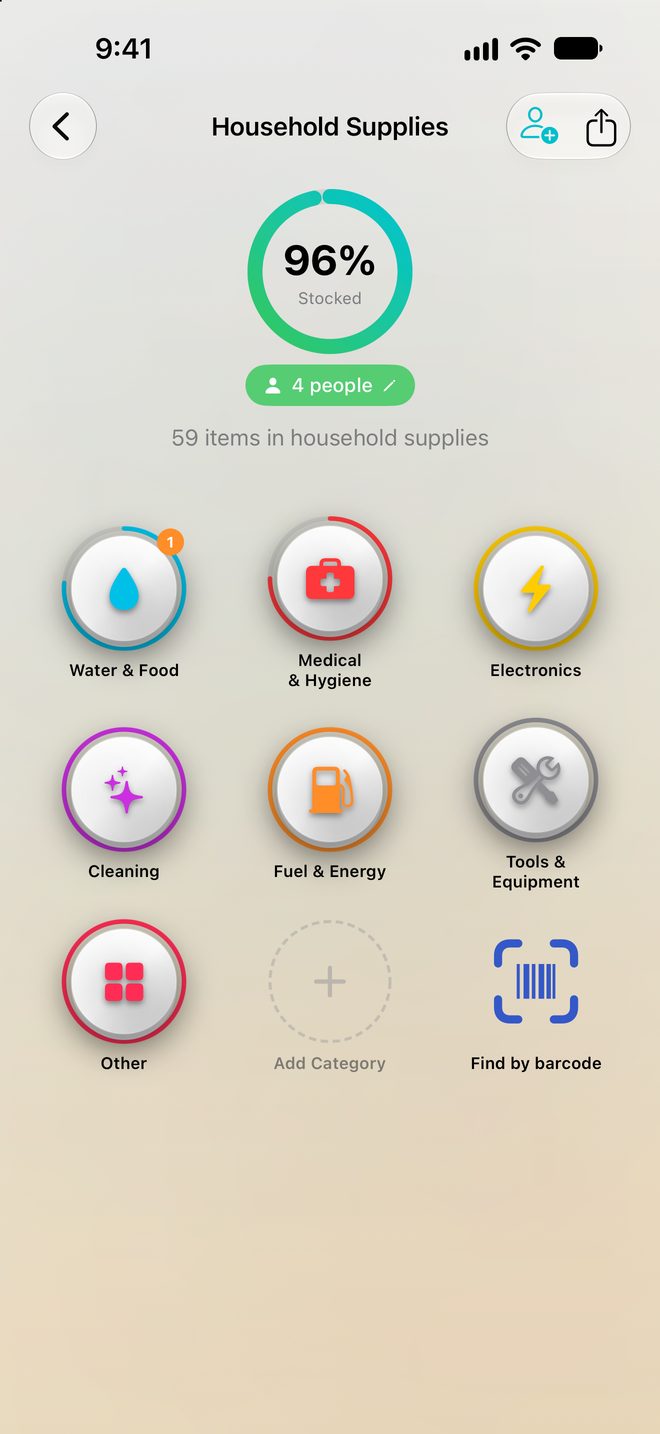 9:41
Household Supplies
96%
Stocked
4 people
59 items in household supplies
1
Water & Food
Medical
& Hygiene
Electronics
Cleaning
Fuel & Energy
Tools &
Equipment
Other
Add Category
Find by barcode